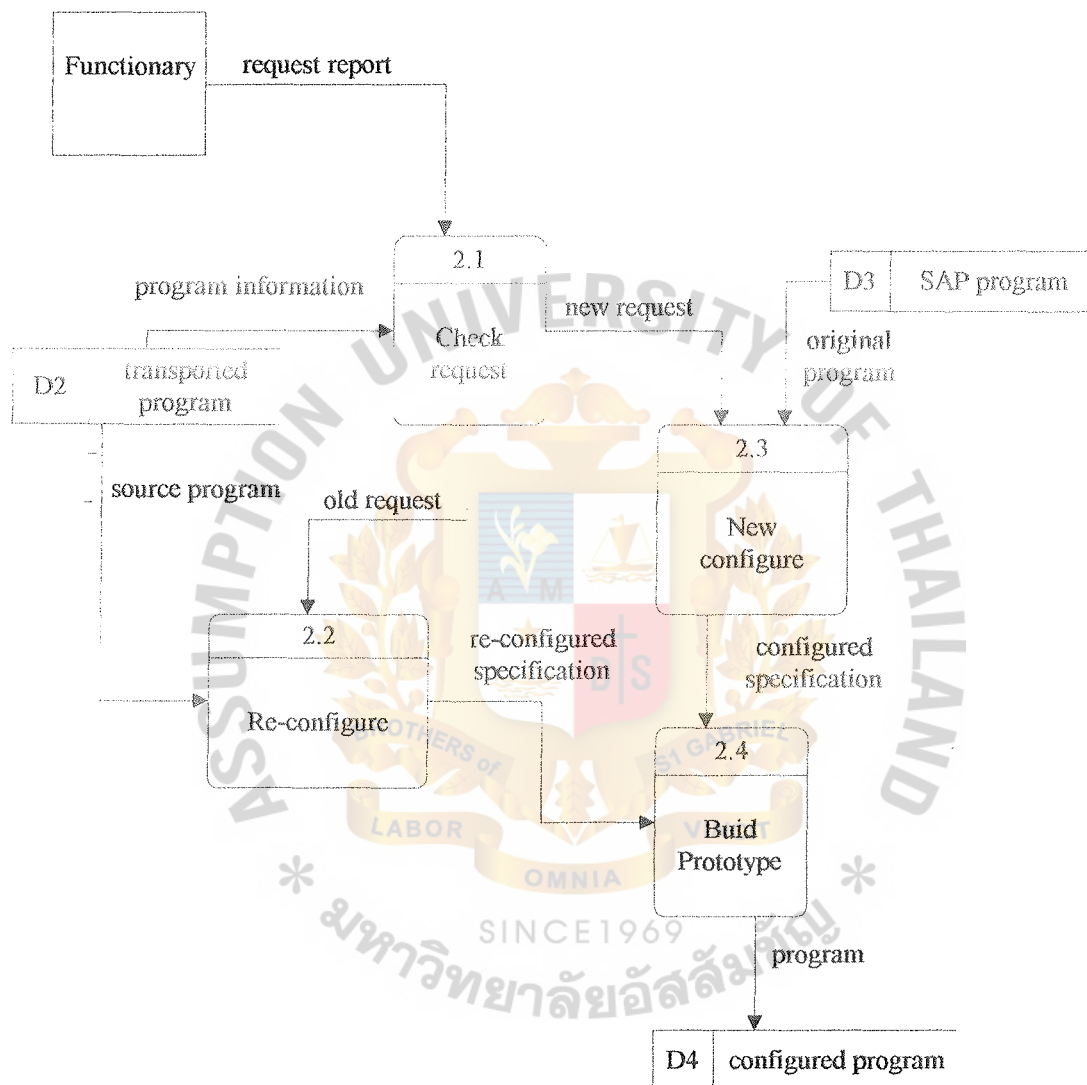 Functionary
request report
2.1
Check
request
program information
D2
transported
program
new request
D3
SAP program
original
program
2.3
New
configure
source program
old request
2.2
Re-configure
re-configured
specification
configured
specification
2.4
Buid
Prototype
program
D4
configured program
ASSUMPTION UNIVERSITY OF THAILAND
A M
D S
BROTHERS of
ST GABRIEL
LABOR
OMNIA
SINCE1969
มหาวิทยาลัยอัสสัมชัญ